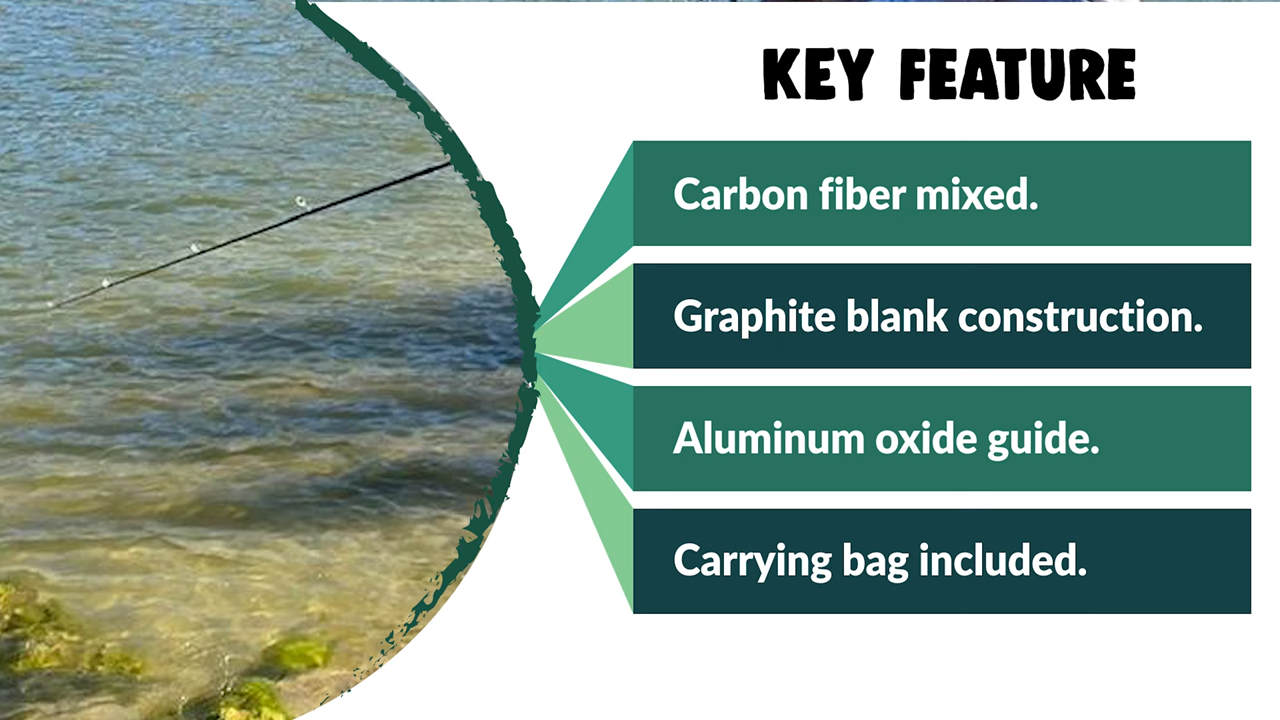 KEY FEATURE
Carbon fiber mixed.
Graphite blank construction.
Aluminum oxide guide.
Carrying bag included.